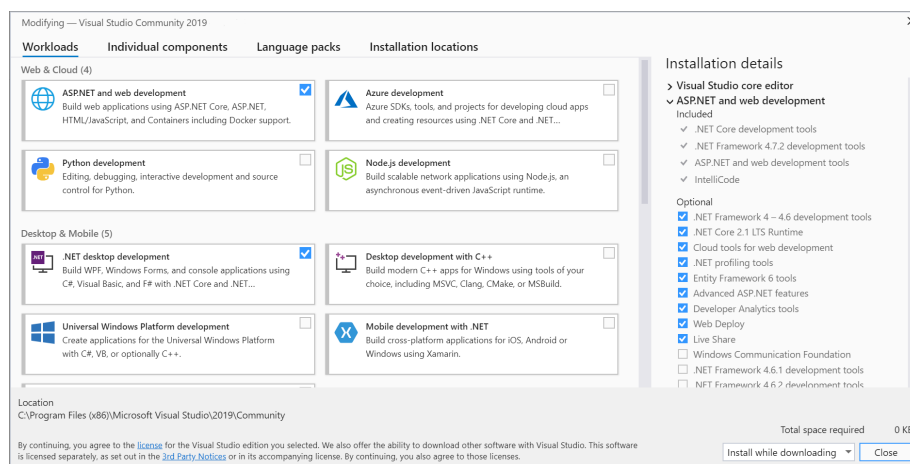 Modifying — Visual Studio Community 2019
Workloads
Individual components
Language packs
Installation locations
Web & Cloud (4)
ASP.NET and web development
Build web applications using ASP.NET Core, ASP.NET,
HTML/JavaScript, and Containers including Docker support.
Azure development
Azure SDKs, tools, and projects for developing cloud apps
and creating resources using .NET Core and .NET...
Python development
Editing, debugging, interactive development and source
control for Python.
Node.js development
Build scalable network applications using Node.js, an
asynchronous event-driven JavaScript runtime.
Desktop & Mobile (5)
.NET desktop development
Build WPF, Windows Forms, and console applications using
C#, Visual Basic, and F# with .NET Core and .NET...
Desktop development with C++
Build modern C++ apps for Windows using tools of your
choice, including MSVC, Clang, CMake, or MSBuild.
Universal Windows Platform development
Create applications for the Universal Windows Platform
with C#, VB, or optionally C++.
Mobile development with .NET
Build cross-platform applications for iOS, Android or
Windows using Xamarin.
Installation details
Visual Studio core editor
ASP.NET and web development
Included
.NET Core development tools
.NET Framework 4.7.2 development tools
ASP.NET and web development tools
IntelliCode
Optional
.NET Framework 4 – 4.6 development tools
.NET Core 2.1 LTS Runtime
Cloud tools for web development
.NET profiling tools
Entity Framework 6 tools
Advanced ASP.NET features
Developer Analytics tools
Web Deploy
Live Share
Windows Communication Foundation
.NET Framework 4.6.1 development tools
.NET Framework 4.6.2 development tools
Location
C:\Program Files (x86)\Microsoft Visual Studio\2019\Community
By continuing, you agree to the license for the Visual Studio edition you selected. We also offer the ability to download other software with Visual Studio. This software
is licensed separately, as set out in the 3rd Party Notices or in its accompanying license. By continuing, you also agree to those licenses.
Total space required 0 KB
Install while downloading
Close